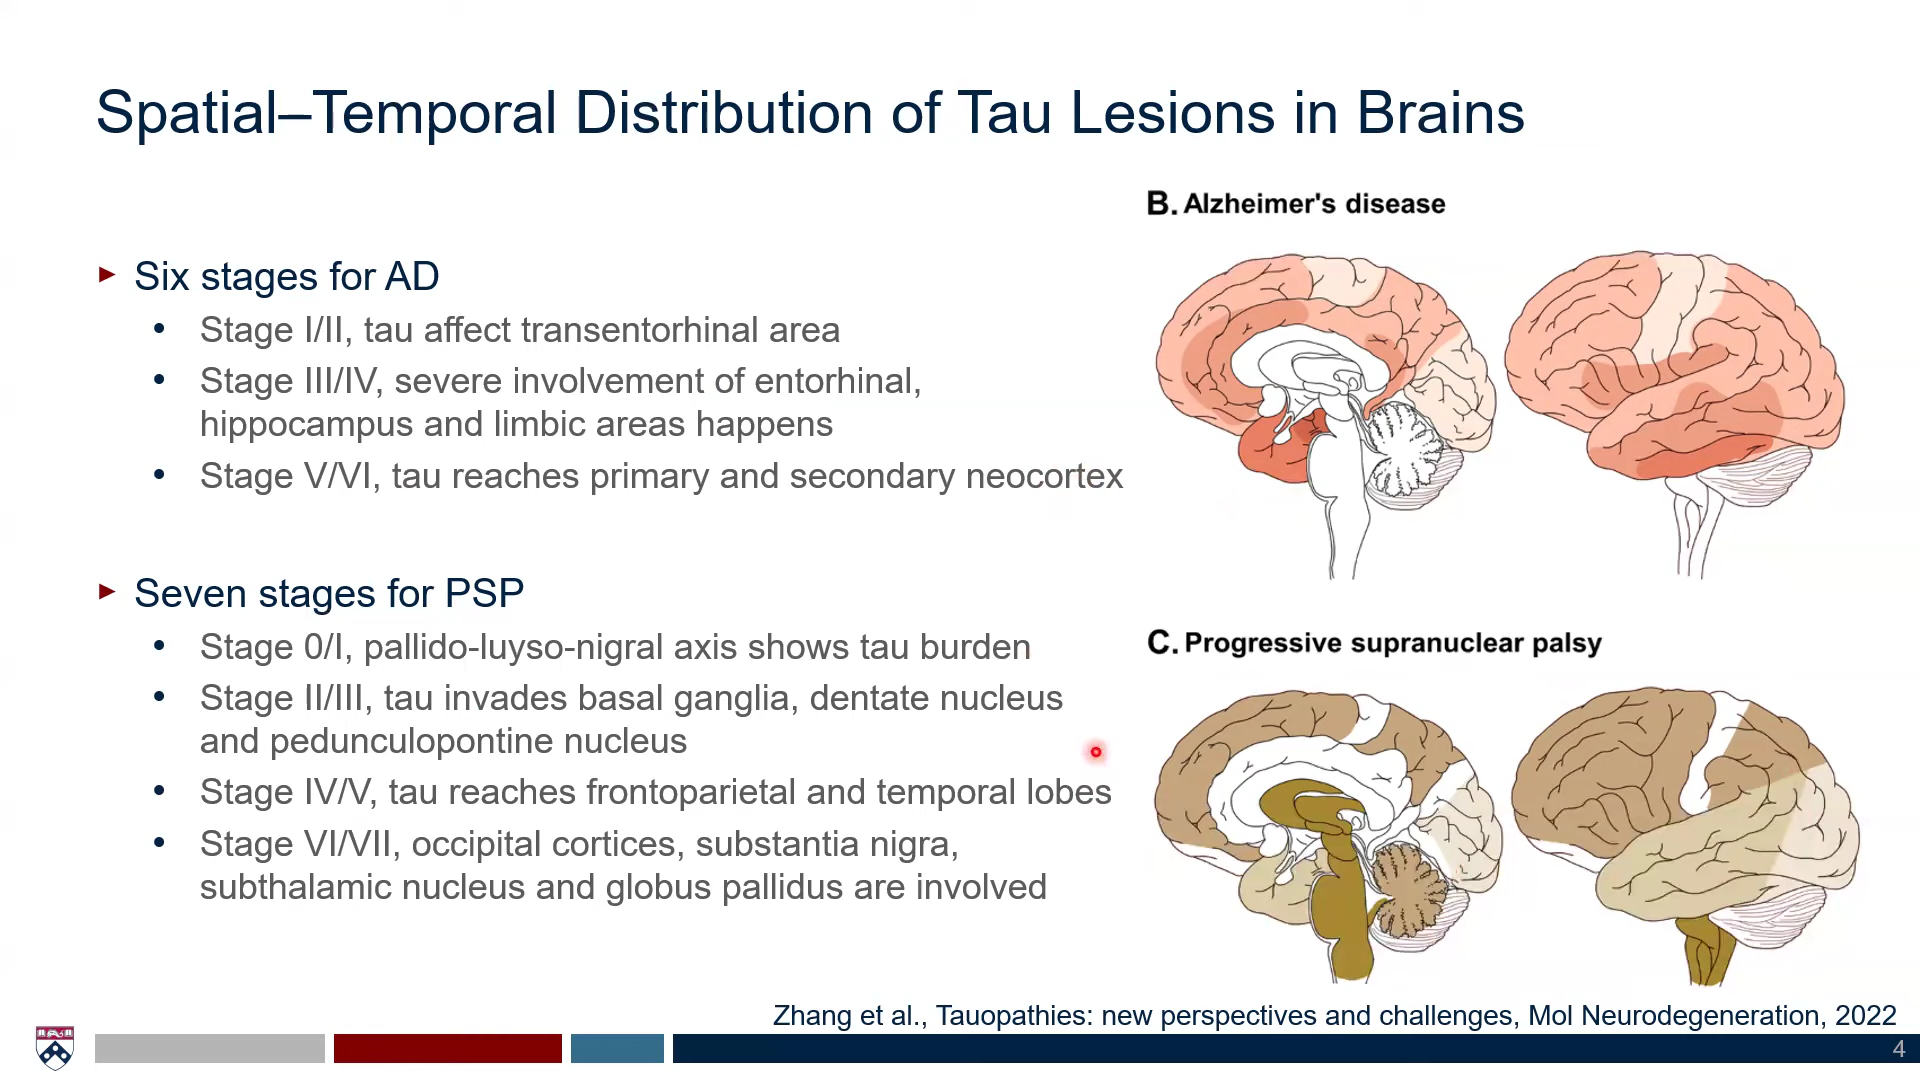 Spatial–Temporal Distribution of Tau Lesions in Brains
B. Alzheimer's disease
Six stages for AD
Stage I/II, tau affect transentorhinal area
Stage III/IV, severe involvement of entorhinal,
hippocampus and limbic areas happens
Stage V/VI, tau reaches primary and secondary neocortex
Seven stages for PSP
Stage 0/I, pallido-luyso-nigral axis shows tau burden
Stage II/III, tau invades basal ganglia, dentate nucleus
and pedunculopontine nucleus
Stage IV/V, tau reaches frontoparietal and temporal lobes
Stage VI/VII, occipital cortices, substantia nigra,
subthalamic nucleus and globus pallidus are involved
C. Progressive supranuclear palsy
Zhang et al., Tauopathies: new perspectives and challenges, Mol Neurodegeneration, 2022
4